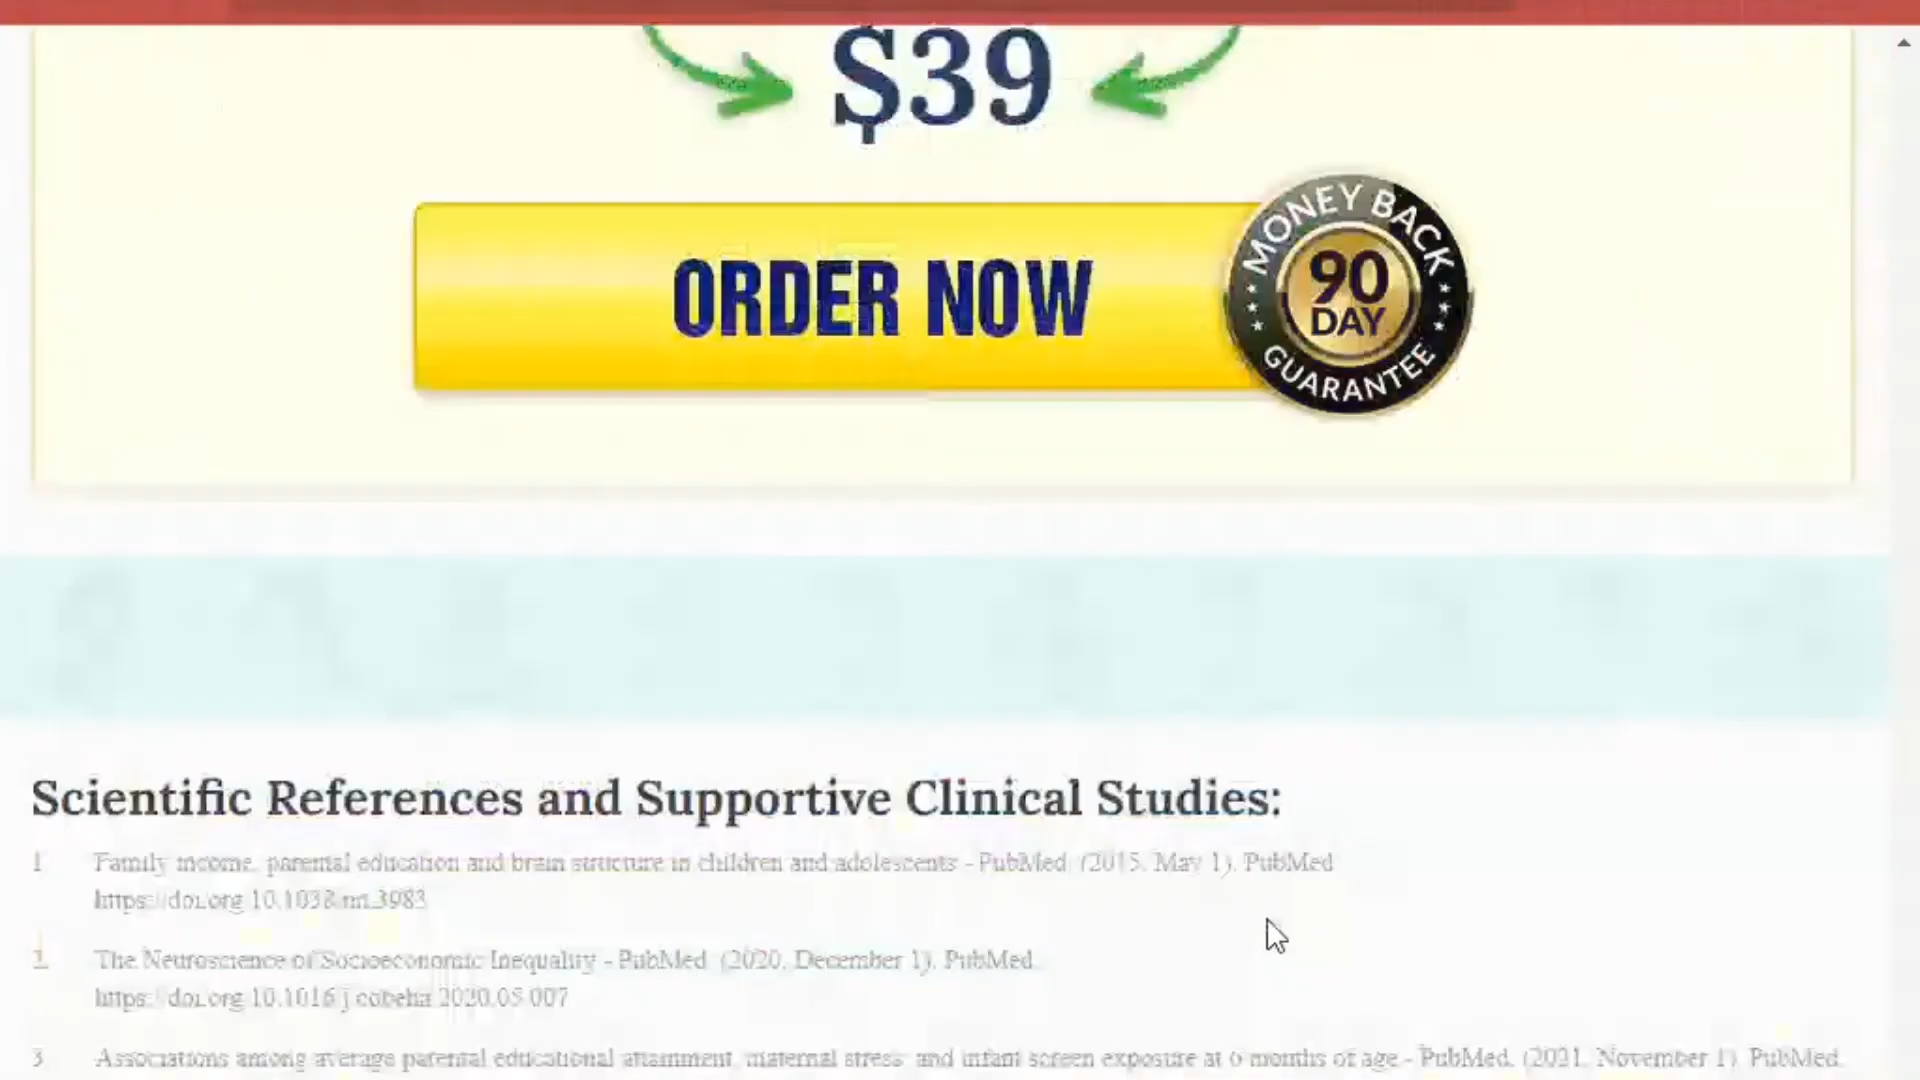 $39
ORDER NOW
MONEY BACK
90
DAY
GUARANTEE
Scientific References and Supportive Clinical Studies:
1 Family income, parental education and brain structure in children and adolescents - PubMed. (2015, May 1). PubMed
https://doi.org/10.1038/nn.3983
2. The Neuroscience of Socioeconomic Inequality - PubMed. (2020, December 1). PubMed.
https://doi.org/10.1016/j.cobeha.2020.05.007
3. Associations among average parental educational attainment, maternal stress, and infant screen exposure at 6 months of age - PubMed. (2021, November 1). PubMed.